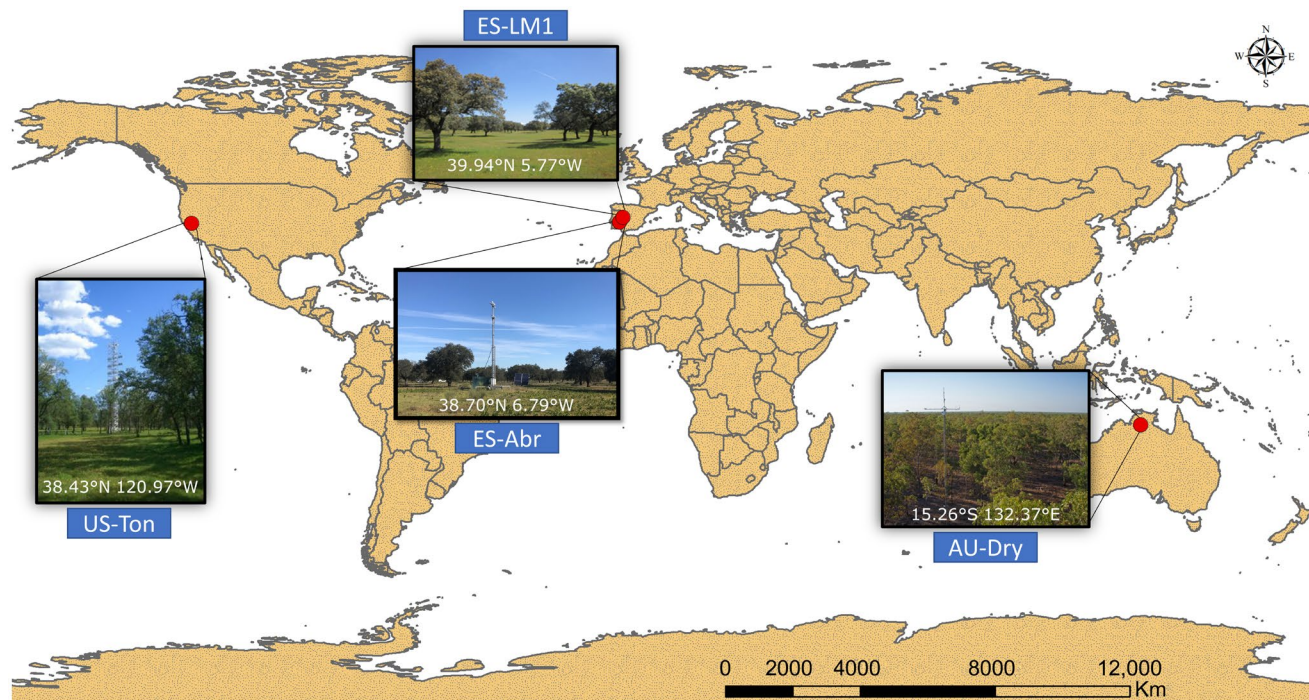 ES-LM1
N
W E
S
39.94°N 5.77°W
38.70°N 6.79°W
ES-Abr
38.43°N 120.97°W
US-Ton
15.26°S 132.37°E
AU-Dry
0 2000 4000 8000 12,000
Km